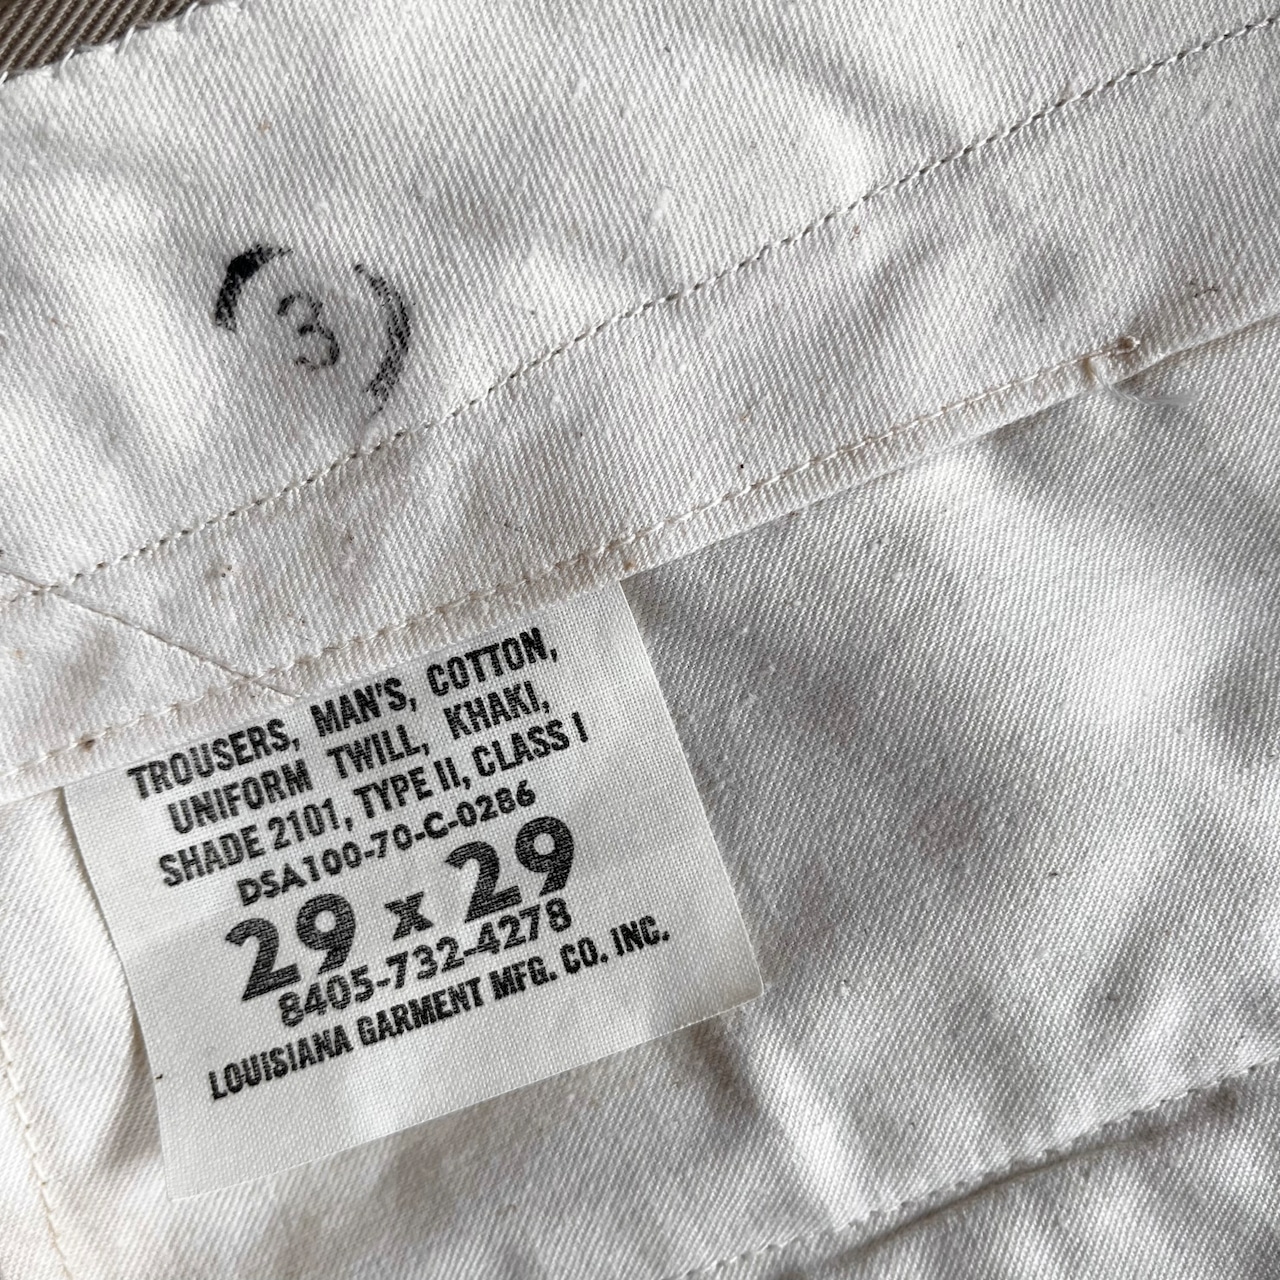 (3)
TROUSERS, MAN'S, COTTON,
UNIFORM TWILL, KHAKI,
SHADE 2101, TYPE II, CLASS I
DSA100-70-C-0286
29 x 29
8405-732-4278
LOUISIANA GARMENT MFG. CO. INC.